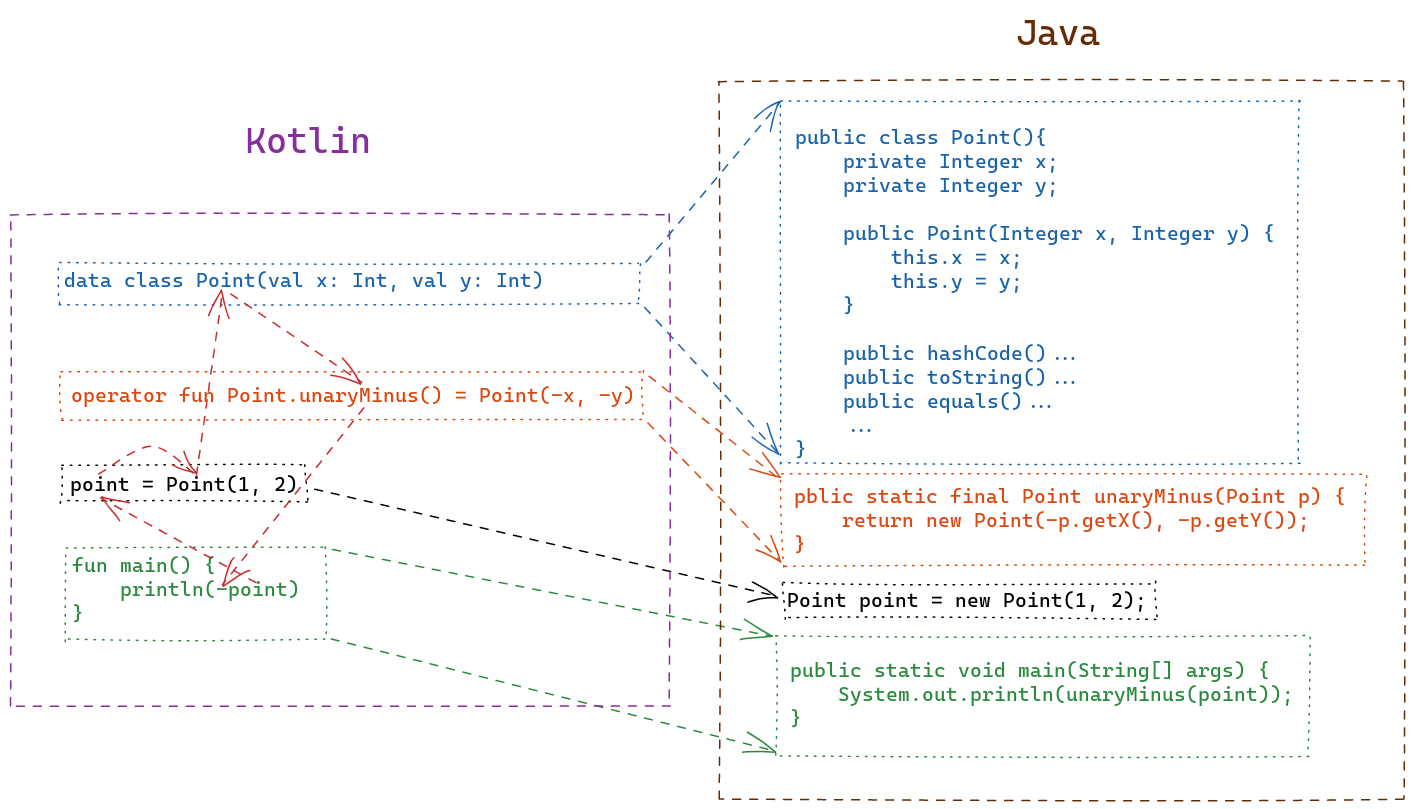 Kotlin
data class Point(val x: Int, val y: Int)
operator fun Point.unaryMinus() = Point(-x, -y)
point = Point(1, 2)
fun main() {
    println(-point)
}
Java
public class Point(){
    private Integer x;
    private Integer y;
    public Point(Integer x, Integer y) {
        this.x = x;
        this.y = y;
    }
    public hashCode()...
    public toString()...
    public equals()...
    ...
}
pblic static final Point unaryMinus(Point p) {
    return new Point(-p.getX(), -p.getY());
}
Point point = new Point(1, 2);
public static void main(String[] args) {
    System.out.println(unaryMinus(point));
}